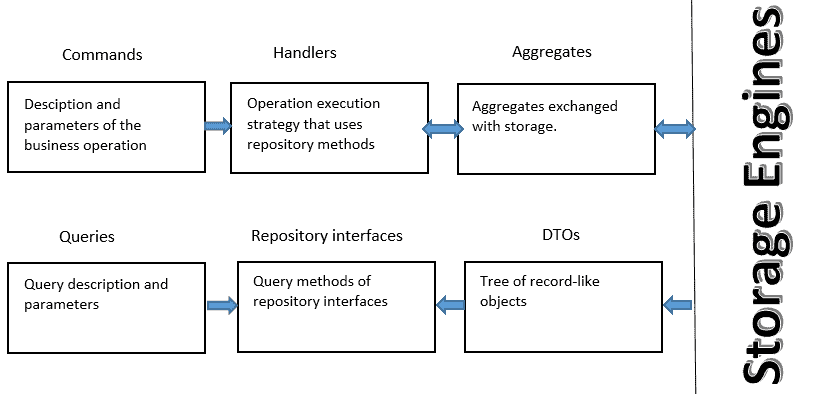 Commands
Handlers
Aggregates
Desciption and
parameters of the
business operation
Operation execution
strategy that uses
repository methods
Aggregates exchanged
with storage.
Queries
Repository interfaces
DTOs
Query description and
parameters
Query methods of
repository interfaces
Tree of record-like
objects
Storage Engines